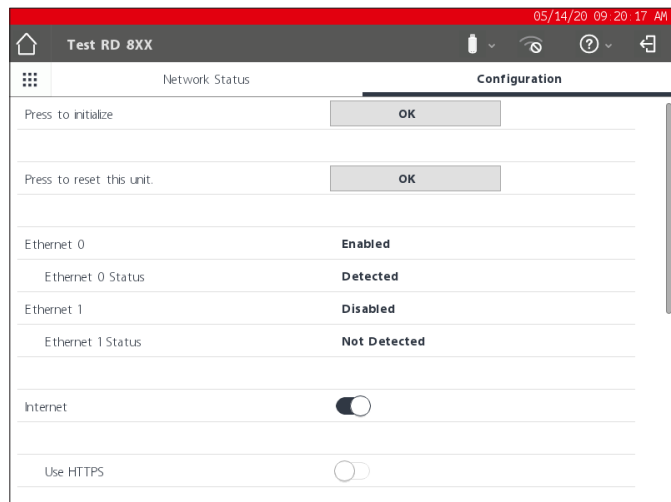 05/14/20 09:20:17 AM
Test RD 8XX
Network Status Configuration
Press to initialize OK
Press to reset this unit. OK
Ethernet 0 Enabled
Ethernet 0 Status Detected
Ethernet 1 Disabled
Ethernet 1 Status Not Detected
Internet
Use HTTPS